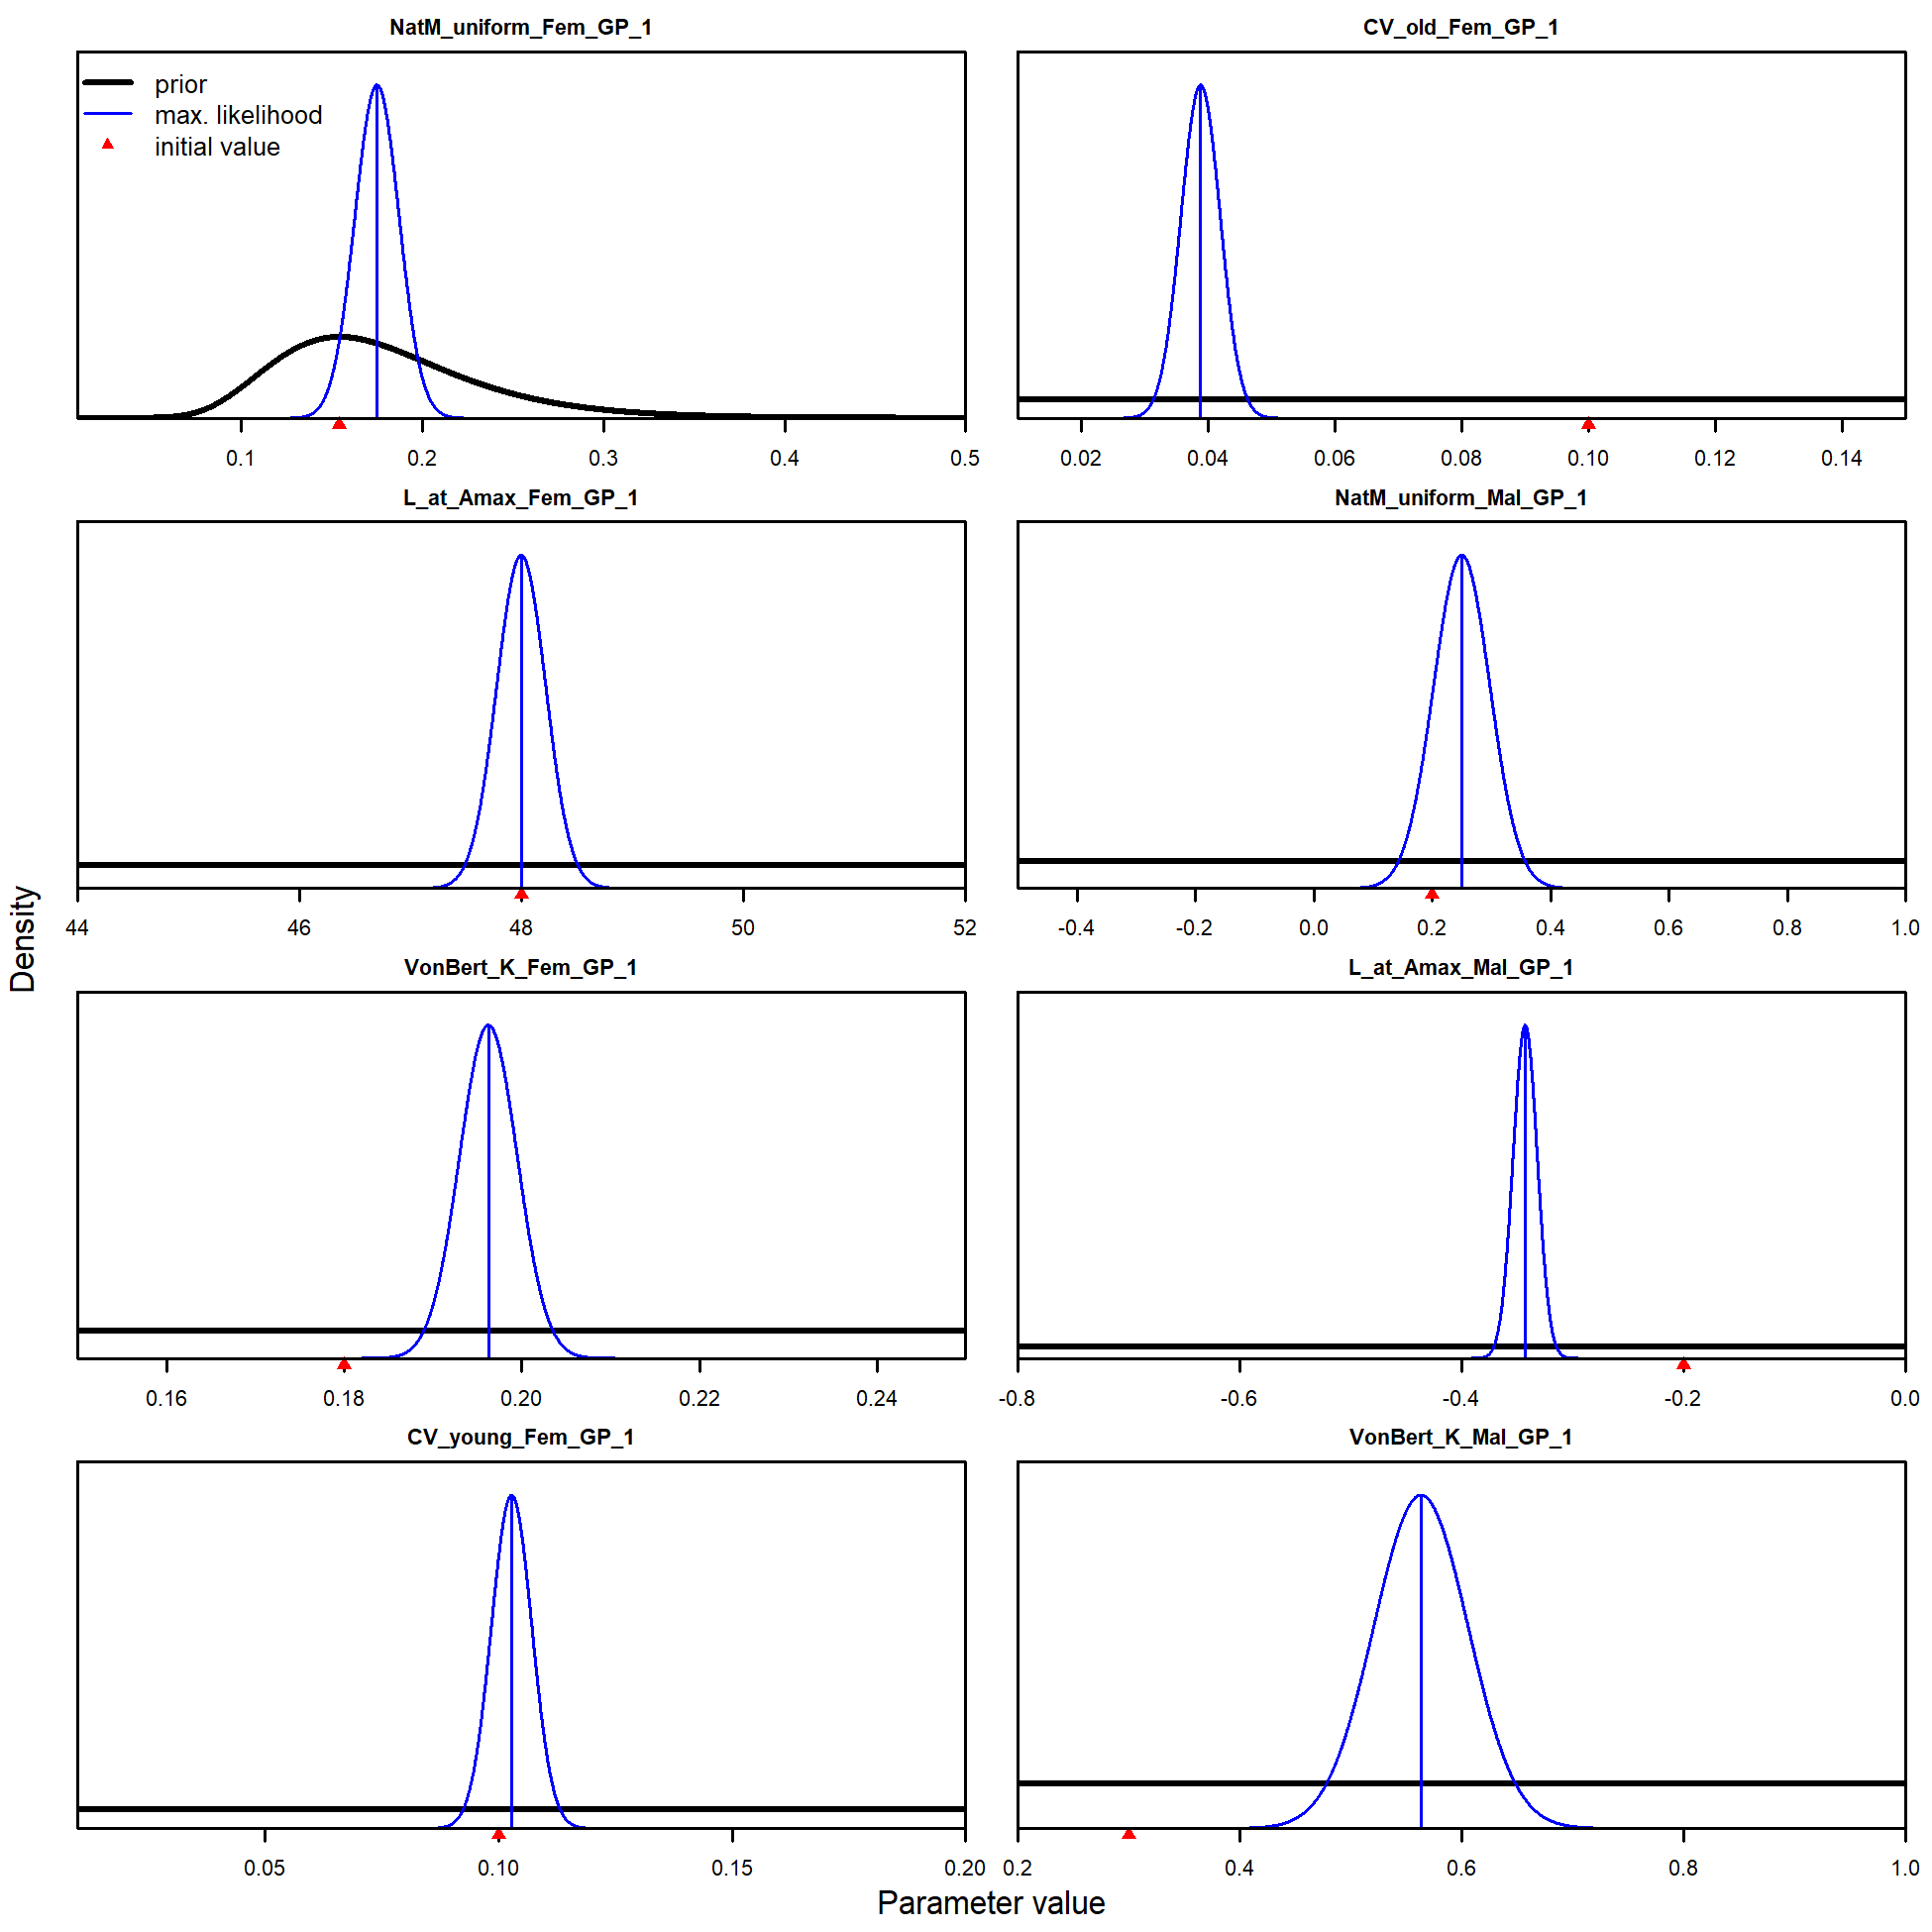 NatM_uniform_Fem_GP_1
prior
max. likelihood
initial value
0.1 0.2 0.3 0.4 0.5
CV_old_Fem_GP_1
0.02 0.04 0.06 0.08 0.10 0.12 0.14
L_at_Amax_Fem_GP_1
44 46 48 50 52
NatM_uniform_Mal_GP_1
-0.4 -0.2 0.0 0.2 0.4 0.6 0.8 1.0
VonBert_K_Fem_GP_1
0.16 0.18 0.20 0.22 0.24
L_at_Amax_Mal_GP_1
-0.8 -0.6 -0.4 -0.2 0.0
CV_young_Fem_GP_1
0.05 0.10 0.15 0.20
VonBert_K_Mal_GP_1
0.2 0.4 0.6 0.8 1.0
Density
Parameter value